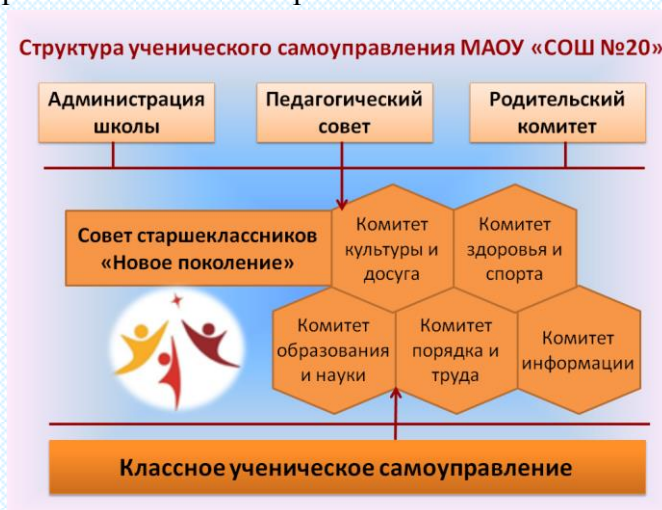 Структура ученического самоуправления МАОУ «СОШ №20»
Администрация
школы
Педагогический
совет
Родительский
комитет
Совет старшеклассников
«Новое поколение»
Комитет
культуры и
досуга
Комитет
здоровья и
спорта
Комитет
образования
и науки
Комитет
порядка и
труда
Комитет
информации
Классное ученическое самоуправление